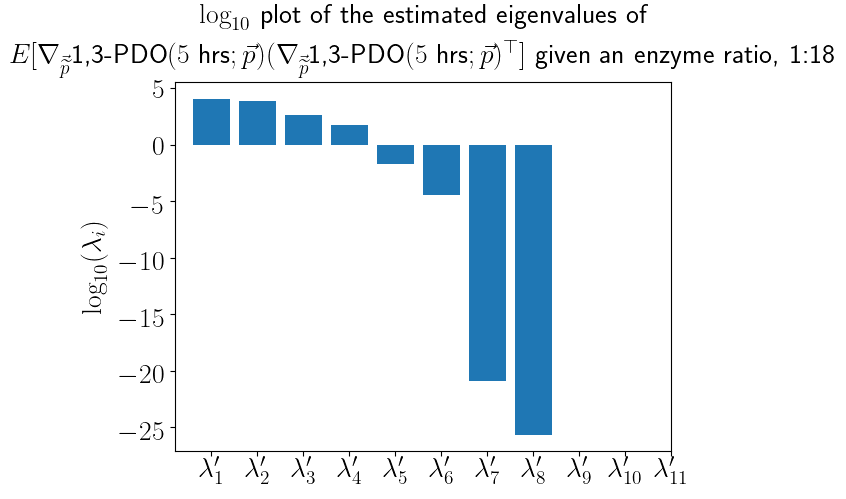 log₁₀ plot of the estimated eigenvalues of
E[∇_{p̃⃗}1,3-PDO(5 hrs; p⃗)(∇_{p̃⃗}1,3-PDO(5 hrs; p⃗)^⊤] given an enzyme ratio, 1:18
5
0
−5
−10
−15
−20
−25
log₁₀(λᵢ)
λ′₁ λ′₂ λ′₃ λ′₄ λ′₅ λ′₆ λ′₇ λ′₈ λ′₉ λ′₁₀ λ′₁₁